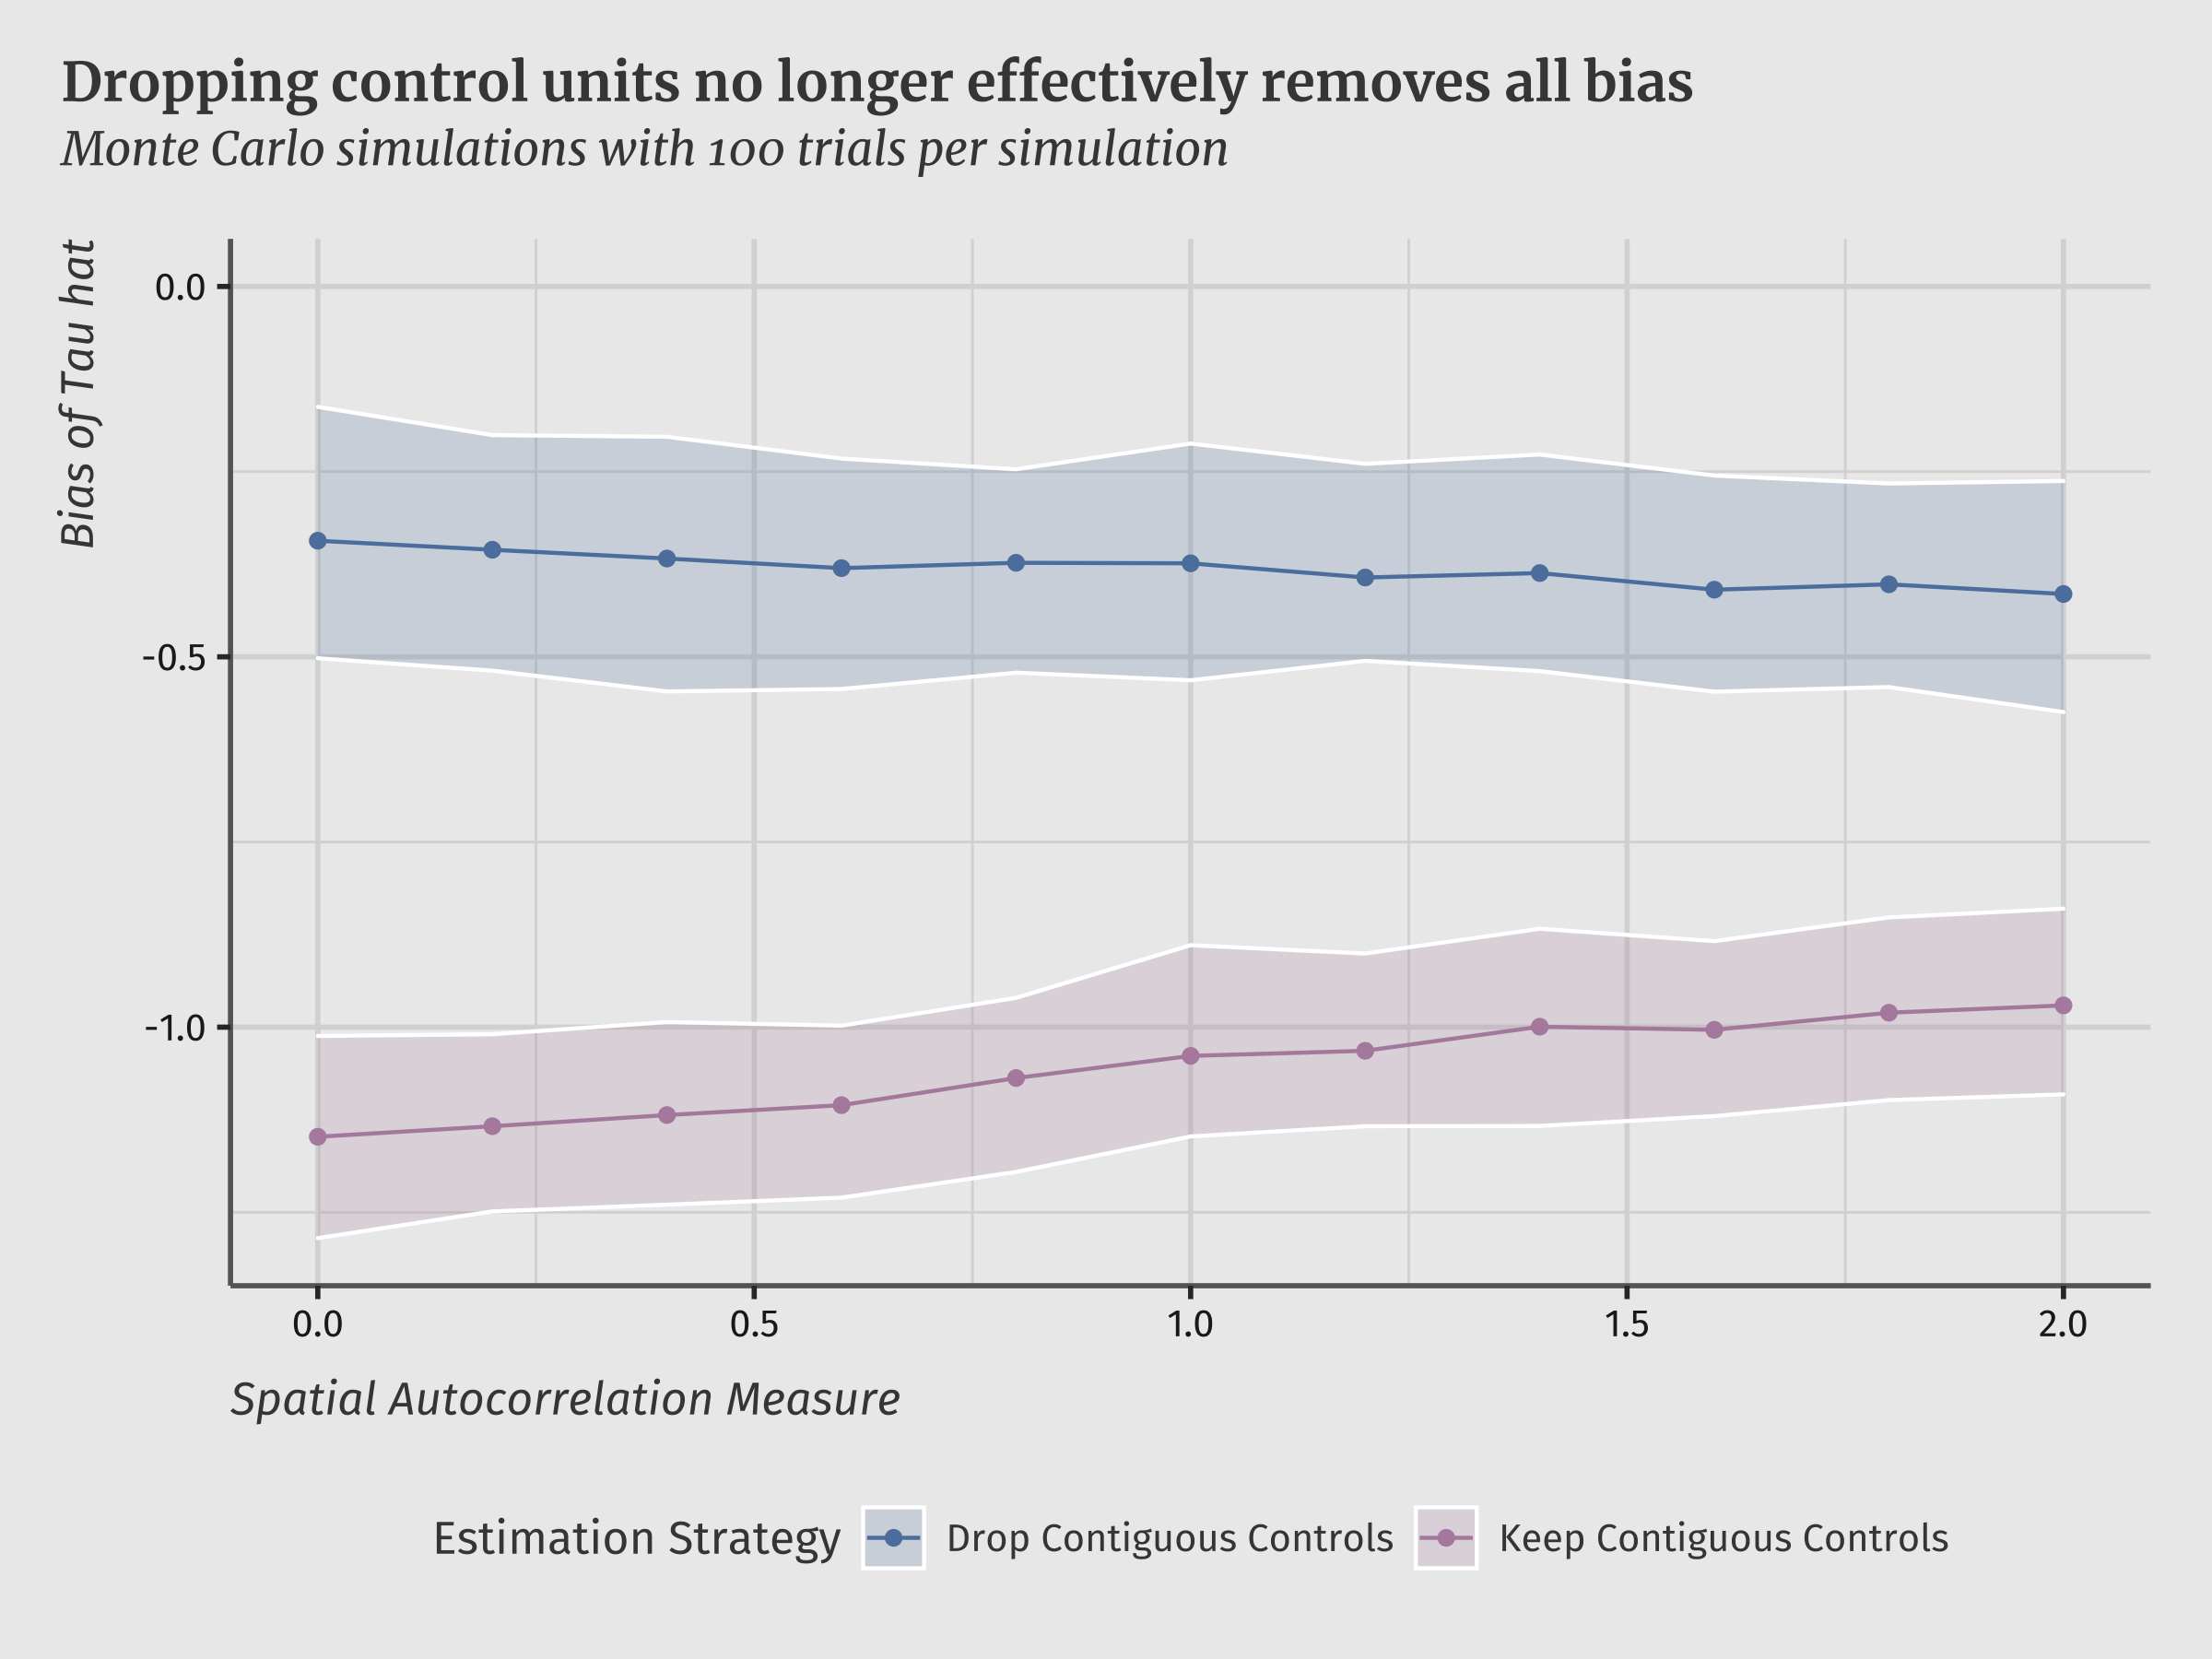 Dropping control units no longer effectively removes all bias
Monte Carlo simulations with 100 trials per simulation
Bias of Tau hat
0.0
-0.5
-1.0
0.0 0.5 1.0 1.5 2.0
Spatial Autocorrelation Measure
Estimation Strategy Drop Contiguous Controls Keep Contiguous Controls